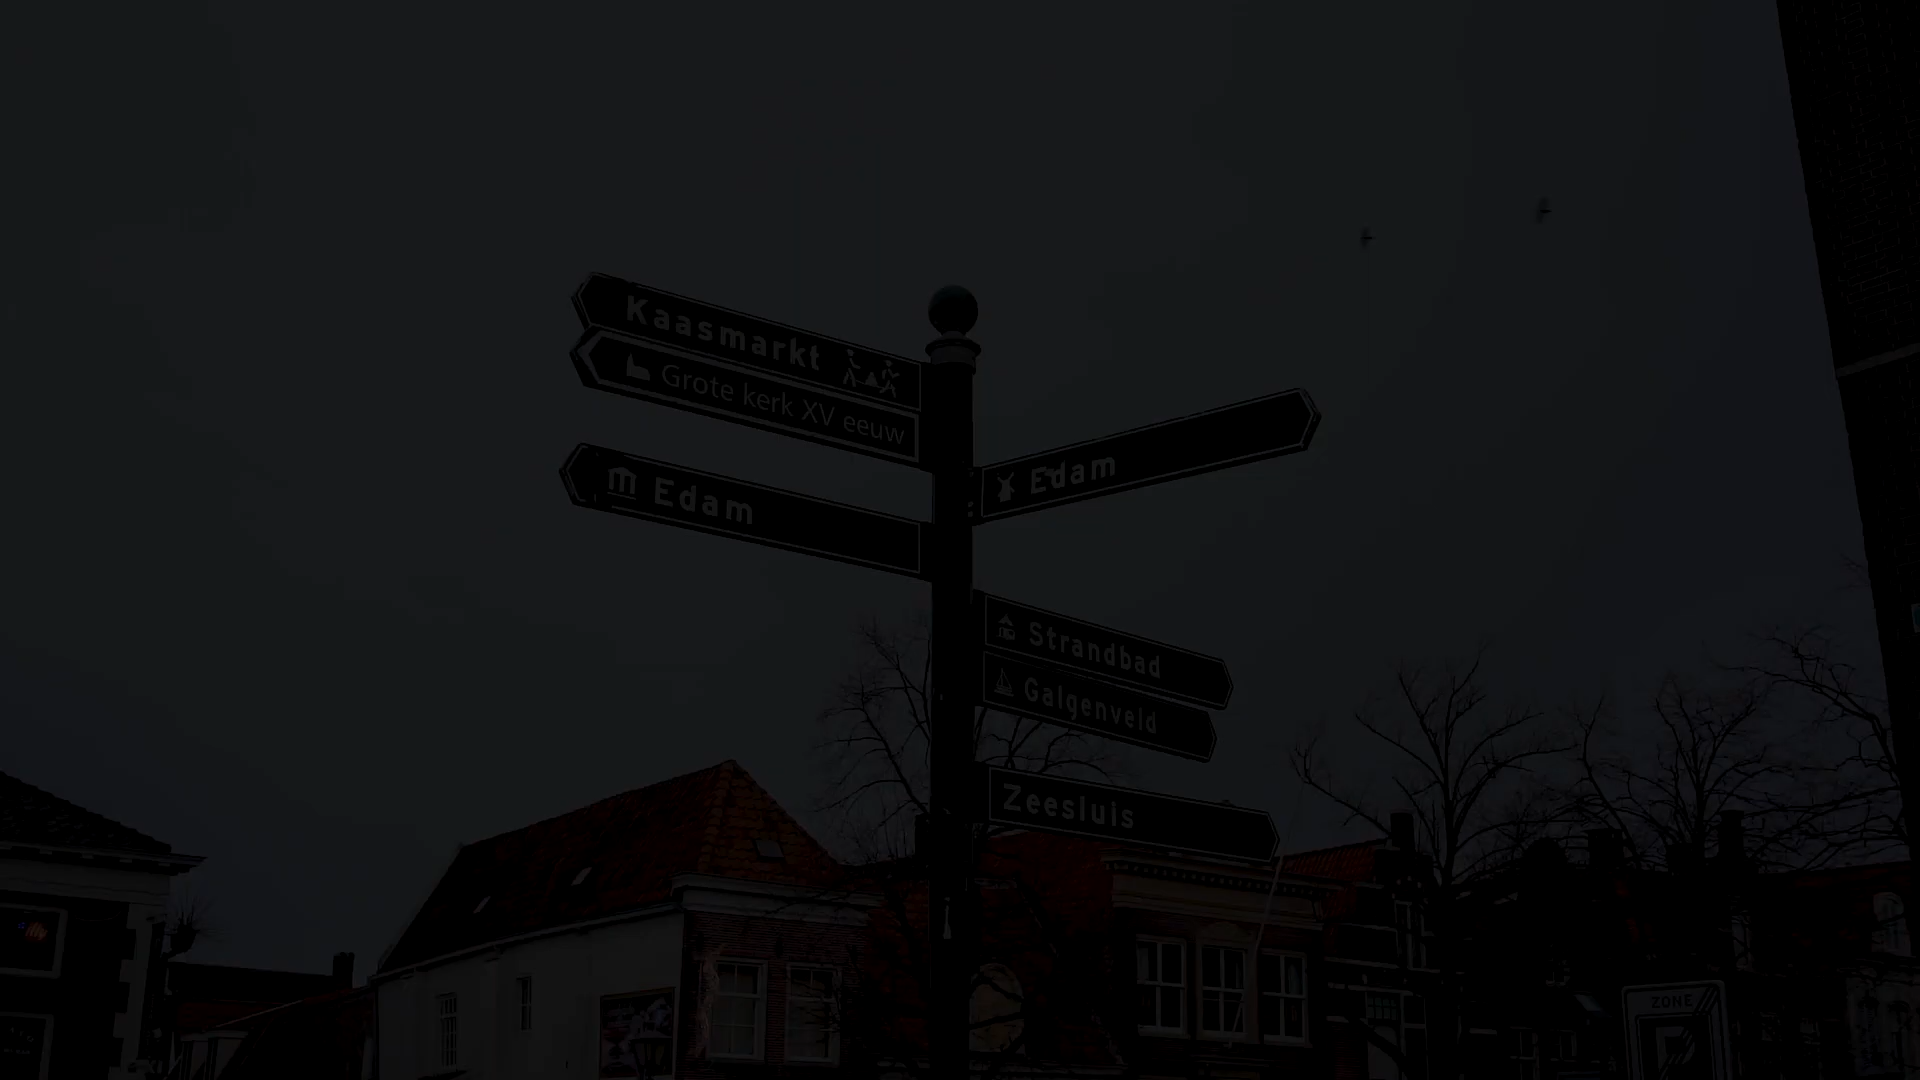 Kaasmarkt
Grote kerk XV eeuw
Edam
Edam
Strandbad
Galgenveld
Zeesluis
ZONE